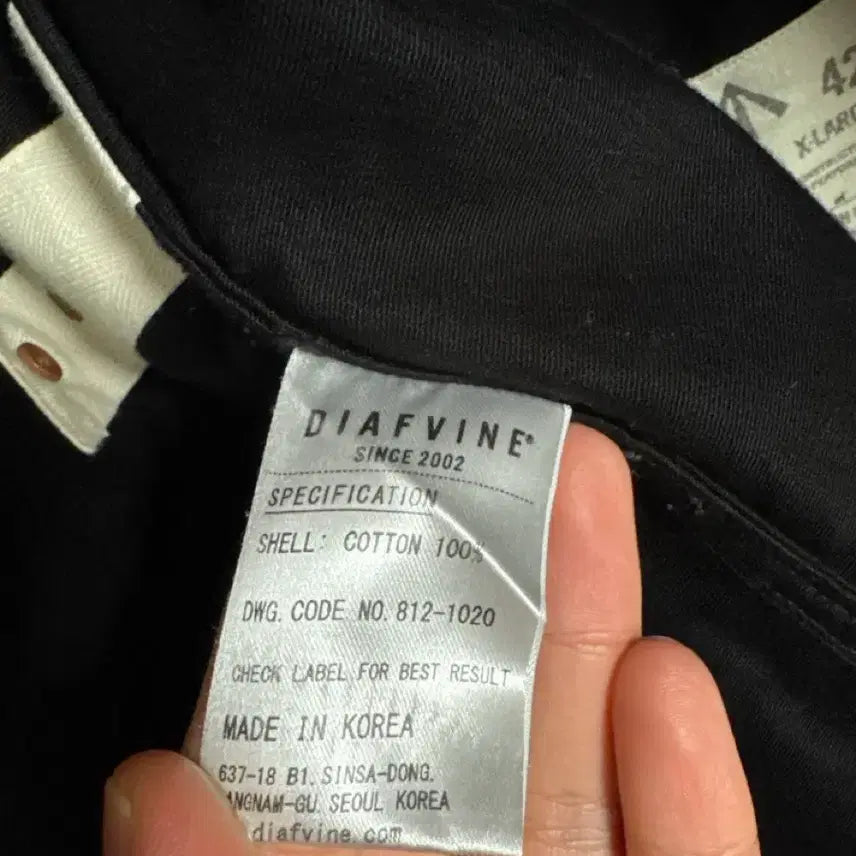 DIAFVINE®
SINCE 2002
SPECIFICATION
SHELL: COTTON 100%
DWG. CODE NO. 812-1020
CHECK LABEL FOR BEST RESULT
MADE IN KOREA
637-18 B1. SINSA-DONG.
ANGNAM-GU SEOUL KOREA
diafvine.com
42
X-LARG